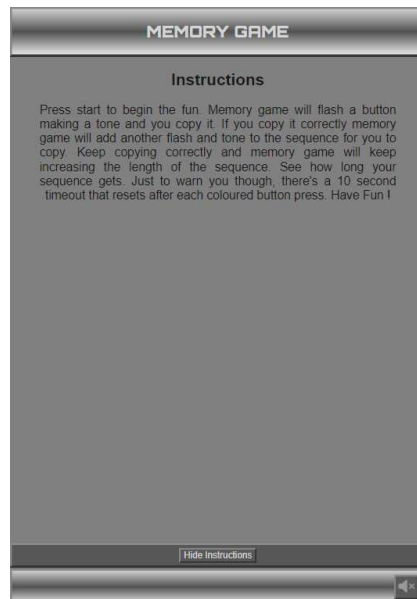 MEMORY GAME
Instructions
Press start to begin the fun. Memory game will flash a button
making a tone and you copy it. If you copy it correctly memory
game will add another flash and tone to the sequence for you to
copy. Keep copying correctly and memory game will keep
increasing the length of the sequence. See how long your
sequence gets. Just to warn you though, there's a 10 second
timeout that resets after each coloured button press. Have Fun !
Hide Instructions